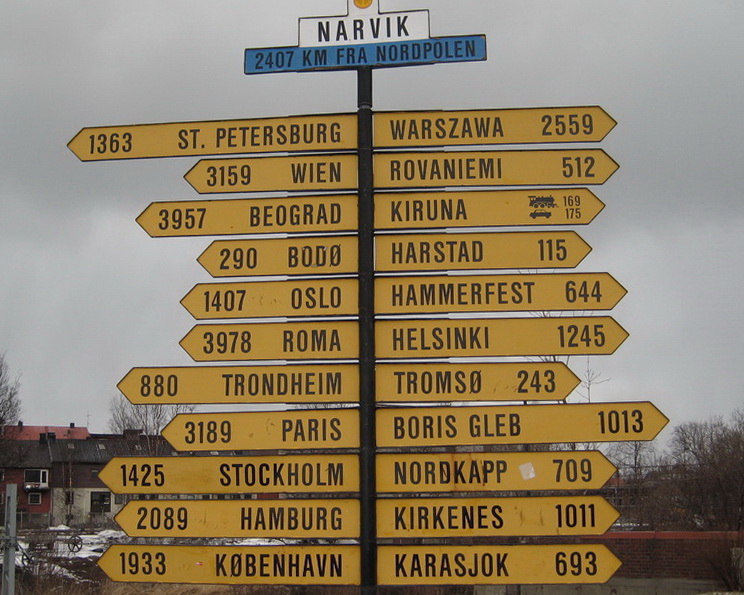 NARVIK
2407 KM FRA NORDPOLEN
1363 ST. PETERSBURG
WARSZAWA 2559
3159 WIEN
ROVANIEMI 512
3957 BEOGRAD
KIRUNA 169
175
290 BODØ
HARSTAD 115
1407 OSLO
HAMMERFEST 644
3978 ROMA
HELSINKI 1245
880 TRONDHEIM
TROMSØ 243
3189 PARIS
BORIS GLEB 1013
1425 STOCKHOLM
NORDKAPP 709
2089 HAMBURG
KIRKENES 1011
1933 KØBENHAVN
KARASJOK 693